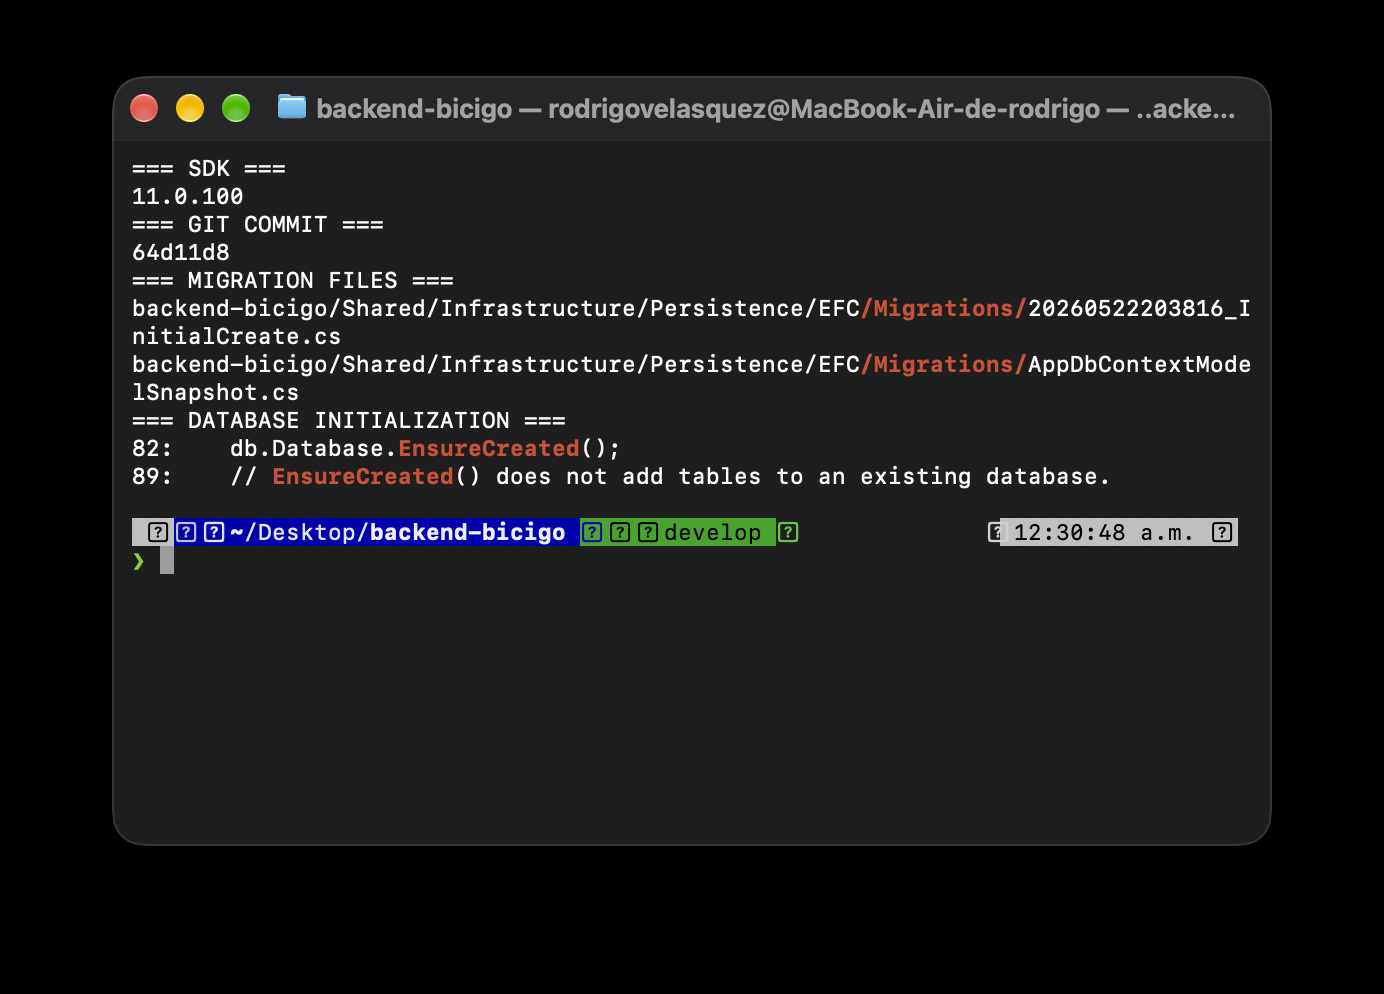 backend-bicigo — rodrigovelasquez@MacBook-Air-de-rodrigo — ..acke...
=== SDK ===
11.0.100
=== GIT COMMIT ===
64d11d8
=== MIGRATION FILES ===
backend-bicigo/Shared/Infrastructure/Persistence/EFC/Migrations/20260522203816_I
nitialCreate.cs
backend-bicigo/Shared/Infrastructure/Persistence/EFC/Migrations/AppDbContextMode
lSnapshot.cs
=== DATABASE INITIALIZATION ===
82:    db.Database.EnsureCreated();
89:    // EnsureCreated() does not add tables to an existing database.
~/Desktop/backend-bicigo develop 12:30:48 a.m.
❯